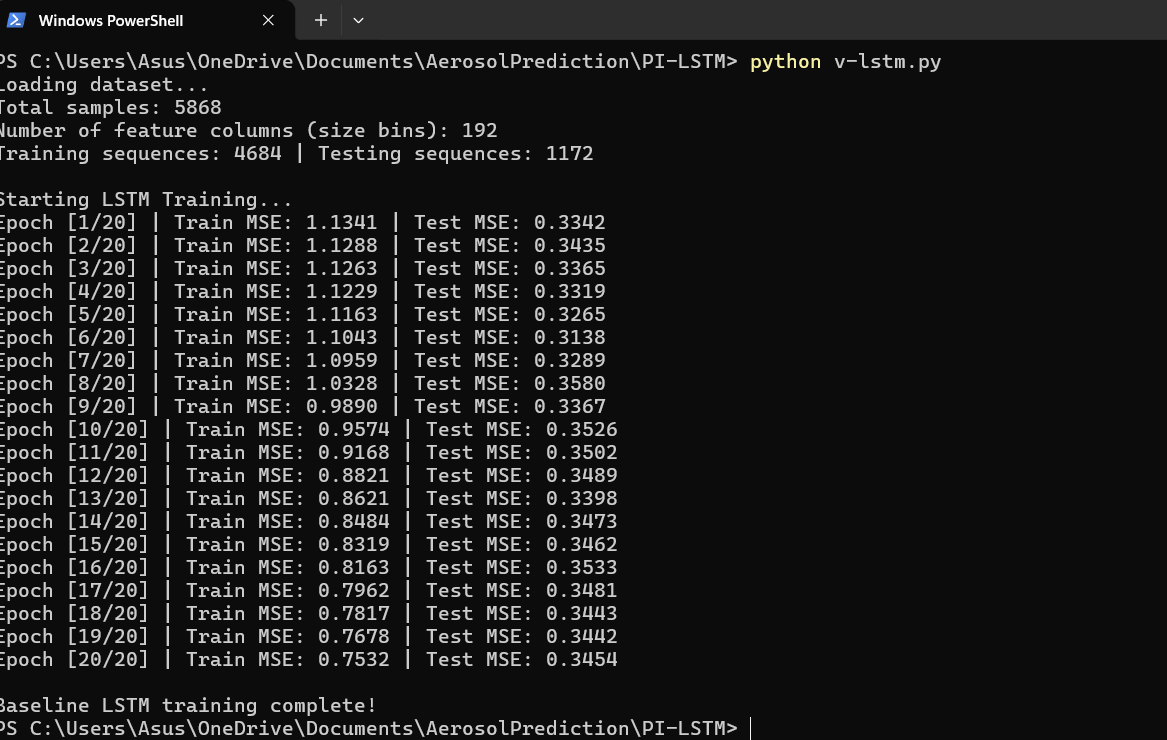 Windows PowerShell
PS C:\Users\Asus\OneDrive\Documents\AerosolPrediction\PI-LSTM> python v-lstm.py
Loading dataset...
Total samples: 5868
Number of feature columns (size bins): 192
Training sequences: 4684 | Testing sequences: 1172
Starting LSTM Training...
Epoch [1/20] | Train MSE: 1.1341 | Test MSE: 0.3342
Epoch [2/20] | Train MSE: 1.1288 | Test MSE: 0.3435
Epoch [3/20] | Train MSE: 1.1263 | Test MSE: 0.3365
Epoch [4/20] | Train MSE: 1.1229 | Test MSE: 0.3319
Epoch [5/20] | Train MSE: 1.1163 | Test MSE: 0.3265
Epoch [6/20] | Train MSE: 1.1043 | Test MSE: 0.3138
Epoch [7/20] | Train MSE: 1.0959 | Test MSE: 0.3289
Epoch [8/20] | Train MSE: 1.0328 | Test MSE: 0.3580
Epoch [9/20] | Train MSE: 0.9890 | Test MSE: 0.3367
Epoch [10/20] | Train MSE: 0.9574 | Test MSE: 0.3526
Epoch [11/20] | Train MSE: 0.9168 | Test MSE: 0.3502
Epoch [12/20] | Train MSE: 0.8821 | Test MSE: 0.3489
Epoch [13/20] | Train MSE: 0.8621 | Test MSE: 0.3398
Epoch [14/20] | Train MSE: 0.8484 | Test MSE: 0.3473
Epoch [15/20] | Train MSE: 0.8319 | Test MSE: 0.3462
Epoch [16/20] | Train MSE: 0.8163 | Test MSE: 0.3533
Epoch [17/20] | Train MSE: 0.7962 | Test MSE: 0.3481
Epoch [18/20] | Train MSE: 0.7817 | Test MSE: 0.3443
Epoch [19/20] | Train MSE: 0.7678 | Test MSE: 0.3442
Epoch [20/20] | Train MSE: 0.7532 | Test MSE: 0.3454
Baseline LSTM training complete!
PS C:\Users\Asus\OneDrive\Documents\AerosolPrediction\PI-LSTM>